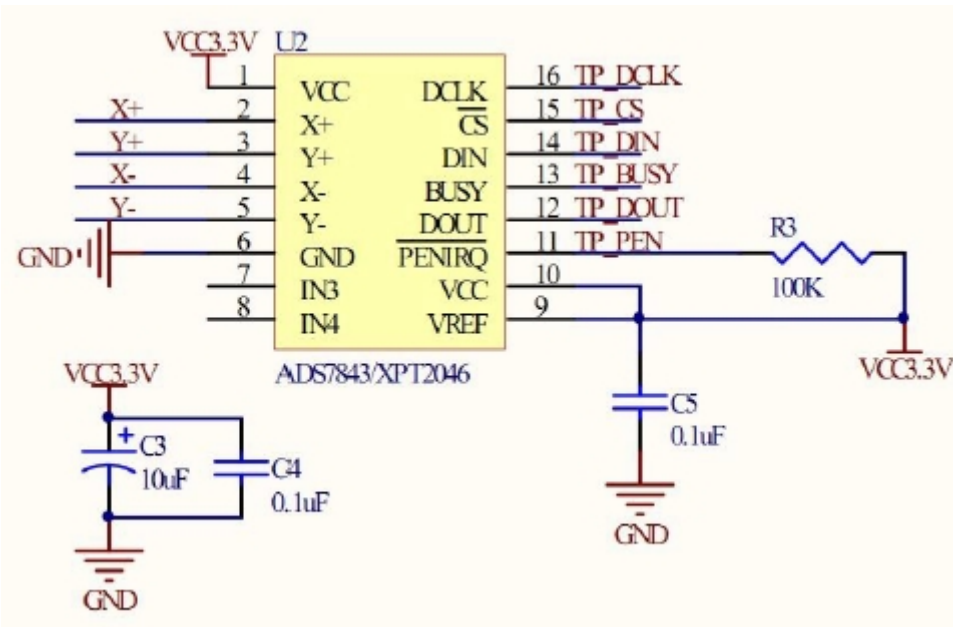 VCC3.3V U2
1 VCC DCLK 16 TP_DCLK
X+ 2 X+ CS 15 TP_CS
Y+ 3 Y+ DIN 14 TP_DIN
X- 4 X- BUSY 13 TP_BUSY
Y- 5 Y- DOUT 12 TP_DOUT
GND 6 GND PENIRQ 11 TP_PEN R3
7 IN3 VCC 10 100K
8 IN4 VREF 9
VCC3.3V ADS7843/XPT2046 VCC3.3V
+ C3
10uF
C4
0.1uF
C5
0.1uF
GND
GND